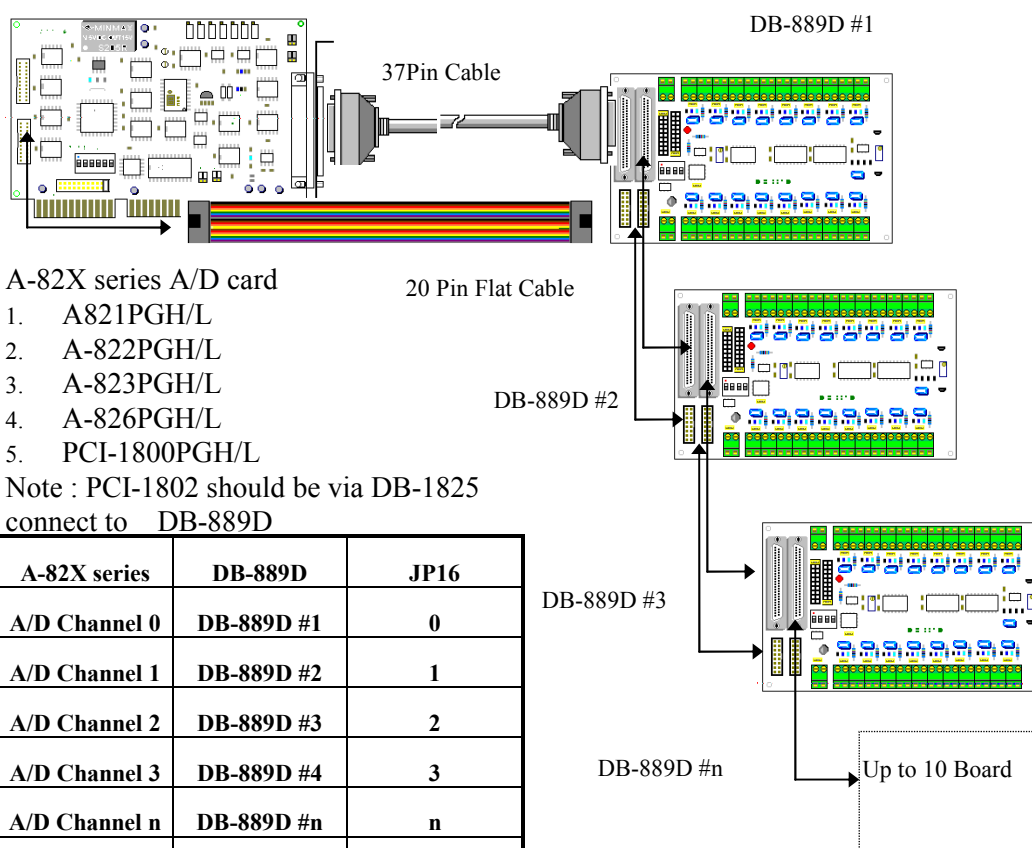 DB-889D #1
37Pin Cable
A-82X series A/D card
1. A821PGH/L
2. A-822PGH/L
3. A-823PGH/L
4. A-826PGH/L
5. PCI-1800PGH/L
Note : PCI-1802 should be via DB-1825
connect to DB-889D
20 Pin Flat Cable
DB-889D #2
DB-889D #3
DB-889D #n
Up to 10 Board
A-82X series DB-889D JP16
A/D Channel 0 DB-889D #1 0
A/D Channel 1 DB-889D #2 1
A/D Channel 2 DB-889D #3 2
A/D Channel 3 DB-889D #4 3
A/D Channel n DB-889D #n n